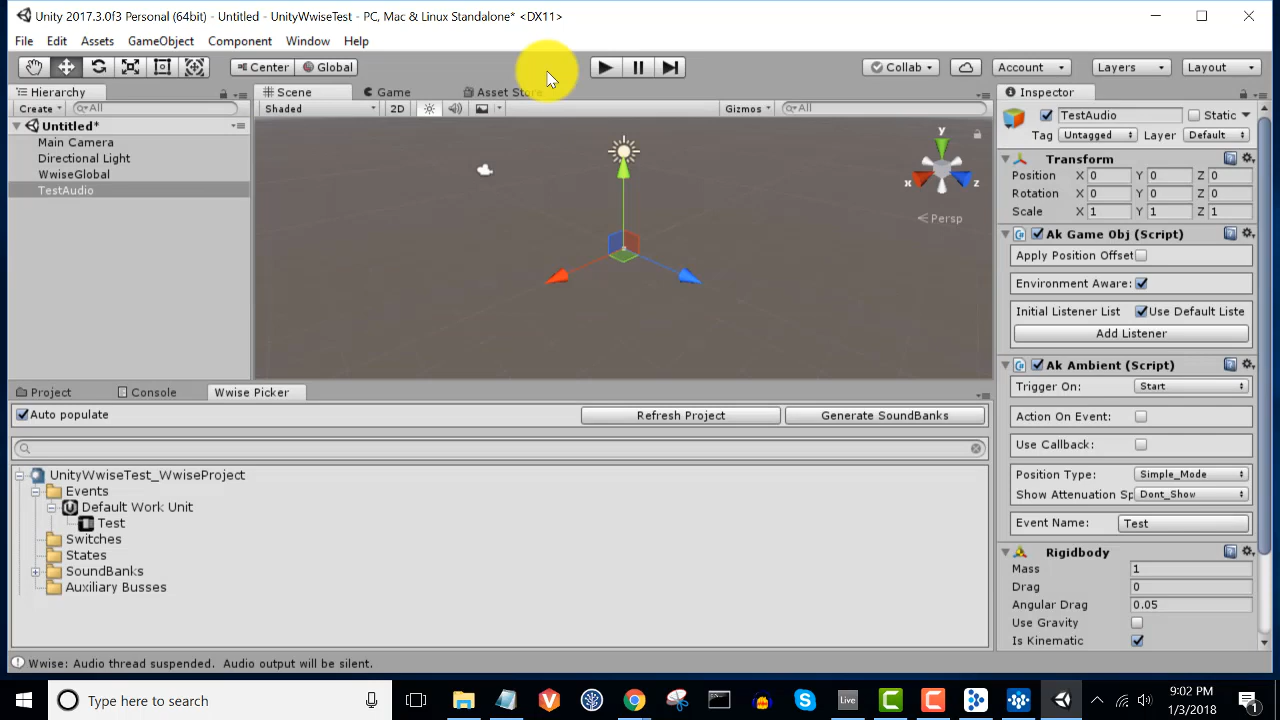 Unity 2017.3.0f3 Personal (64bit) - Untitled - UnityWwiseTest - PC, Mac & Linux Standalone* <DX11>
File Edit Assets GameObject Component Window Help
Center Global Collab Account Layers Layout
Hierarchy
Create All
Untitled*
Main Camera
Directional Light
WwiseGlobal
TestAudio
Scene Game Asset Store
Shaded 2D Gizmos All
y
x z
Persp
Inspector
TestAudio Static
Tag Untagged Layer Default
Transform
Position X 0 Y 0 Z 0
Rotation X 0 Y 0 Z 0
Scale X 1 Y 1 Z 1
Ak Game Obj (Script)
Apply Position Offset
Environment Aware:
Initial Listener List Use Default Liste
Add Listener
Ak Ambient (Script)
Trigger On: Start
Action On Event:
Use Callback:
Position Type: Simple_Mode
Show Attenuation Sp Dont_Show
Event Name: Test
Rigidbody
Mass 1
Drag 0
Angular Drag 0.05
Use Gravity
Is Kinematic
Project Console Wwise Picker
Auto populate Refresh Project Generate SoundBanks
UnityWwiseTest_WwiseProject
Events
Default Work Unit
Test
Switches
States
SoundBanks
Auxiliary Busses
Wwise: Audio thread suspended. Audio output will be silent.
Type here to search
Live
9:02 PM
1/3/2018
1